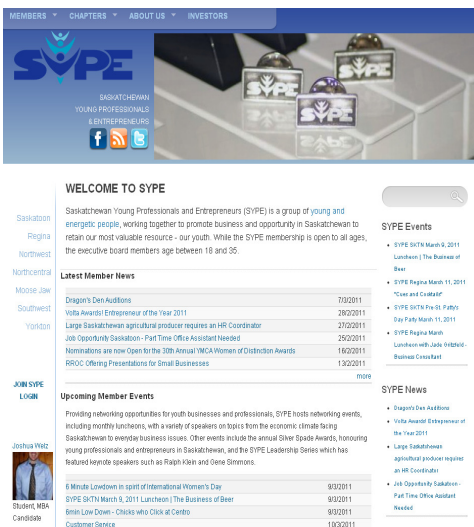 MEMBERS CHAPTERS ABOUT US INVESTORS
SYPE
SASKATCHEWAN
YOUNG PROFESSIONALS
& ENTREPRENEURS
SYPE
SYPE
SYPE
WELCOME TO SYPE
Saskatchewan Young Professionals and Entrepreneurs (SYPE) is a group of young and
energetic people, working together to promote business and opportunity in Saskatchewan to
retain our most valuable resource - our youth. While the SYPE membership is open to all ages,
the executive board members age between 18 and 35.
Saskatoon
Regina
Northwest
Northcentral
Moose Jaw
Southwest
Yorkton
JOIN SYPE
LOGIN
Joshua Welz
Student, MBA
Candidate
Latest Member News
Dragon's Den Auditions 7/3/2011
Volta Awards! Entrepreneur of the Year 2011 28/2/2011
Large Saskatchewan agricultural producer requires an HR Coordinator 27/2/2011
Job Opportunity Saskatoon - Part Time Office Assistant Needed 25/2/2011
Nominations are now Open for the 30th Annual YMCA Women of Distinction Awards 16/2/2011
RROC Offering Presentations for Small Businesses 13/2/2011
more
Upcoming Member Events
Providing networking opportunities for youth businesses and professionals, SYPE hosts networking events,
including monthly luncheons, with a variety of speakers on topics from the economic climate facing
Saskatchewan to everyday business issues. Other events include the annual Silver Spade Awards, honouring
young professionals and entrepreneurs in Saskatchewan, and the SYPE Leadership Series which has
featured keynote speakers such as Ralph Klein and Gene Simmons.
6 Minute Lowdown in spirit of International Women's Day 9/3/2011
SYPE SKTN March 9, 2011 Luncheon | The Business of Beer 9/3/2011
6min Low Down - Chicks who Click at Centro 9/3/2011
Customer Service 10/3/2011
SYPE Events
SYPE SKTN March 9, 2011
Luncheon | The Business of
Beer
SYPE Regina March 11, 2011
"Cues and Cocktails"
SYPE SKTN Pre-St. Patty's
Day Party March 11, 2011
SYPE Regina March
Luncheon with Jade Gritzfeld -
Business Consultant
SYPE News
Dragon's Den Auditions
Volta Awards! Entrepreneur of
the Year 2011
Large Saskatchewan
agricultural producer requires
an HR Coordinator
Job Opportunity Saskatoon -
Part Time Office Assistant
Needed